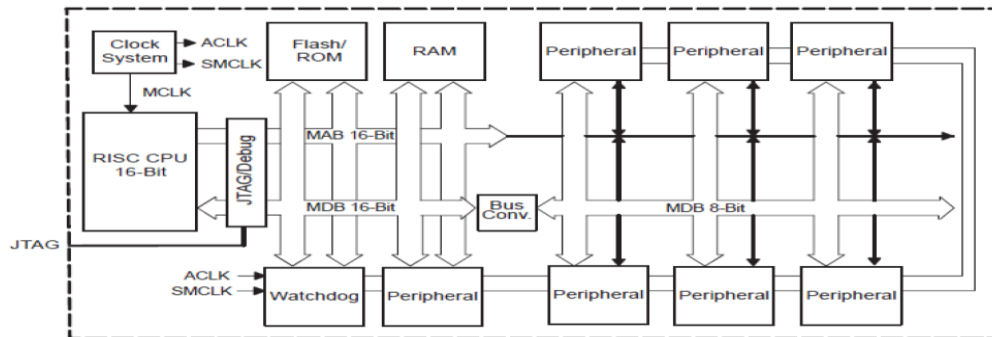 Clock
System
ACLK
SMCLK
MCLK
Flash/
ROM
RAM
Peripheral
Peripheral
Peripheral
RISC CPU
16-Bit
JTAG/Debug
MAB 16-Bit
MDB 16-Bit
Bus
Conv.
MDB 8-Bit
JTAG
ACLK
SMCLK
Watchdog
Peripheral
Peripheral
Peripheral
Peripheral